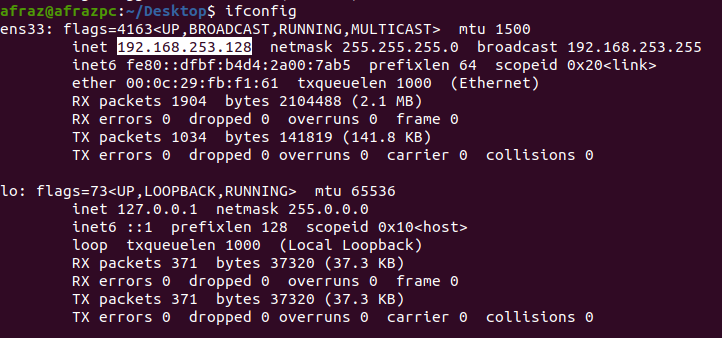 afraz@afrazpc:~/Desktop$ ifconfig
ens33: flags=4163<UP,BROADCAST,RUNNING,MULTICAST>  mtu 1500
        inet 192.168.253.128  netmask 255.255.255.0  broadcast 192.168.253.255
        inet6 fe80::dfbf:b4d4:2a00:7ab5  prefixlen 64  scopeid 0x20<link>
        ether 00:0c:29:fb:f1:61  txqueuelen 1000  (Ethernet)
        RX packets 1904  bytes 2104488 (2.1 MB)
        RX errors 0  dropped 0  overruns 0  frame 0
        TX packets 1034  bytes 141819 (141.8 KB)
        TX errors 0  dropped 0 overruns 0  carrier 0  collisions 0

lo: flags=73<UP,LOOPBACK,RUNNING>  mtu 65536
        inet 127.0.0.1  netmask 255.0.0.0
        inet6 ::1  prefixlen 128  scopeid 0x10<host>
        loop  txqueuelen 1000  (Local Loopback)
        RX packets 371  bytes 37320 (37.3 KB)
        RX errors 0  dropped 0  overruns 0  frame 0
        TX packets 371  bytes 37320 (37.3 KB)
        TX errors 0  dropped 0 overruns 0  carrier 0  collisions 0